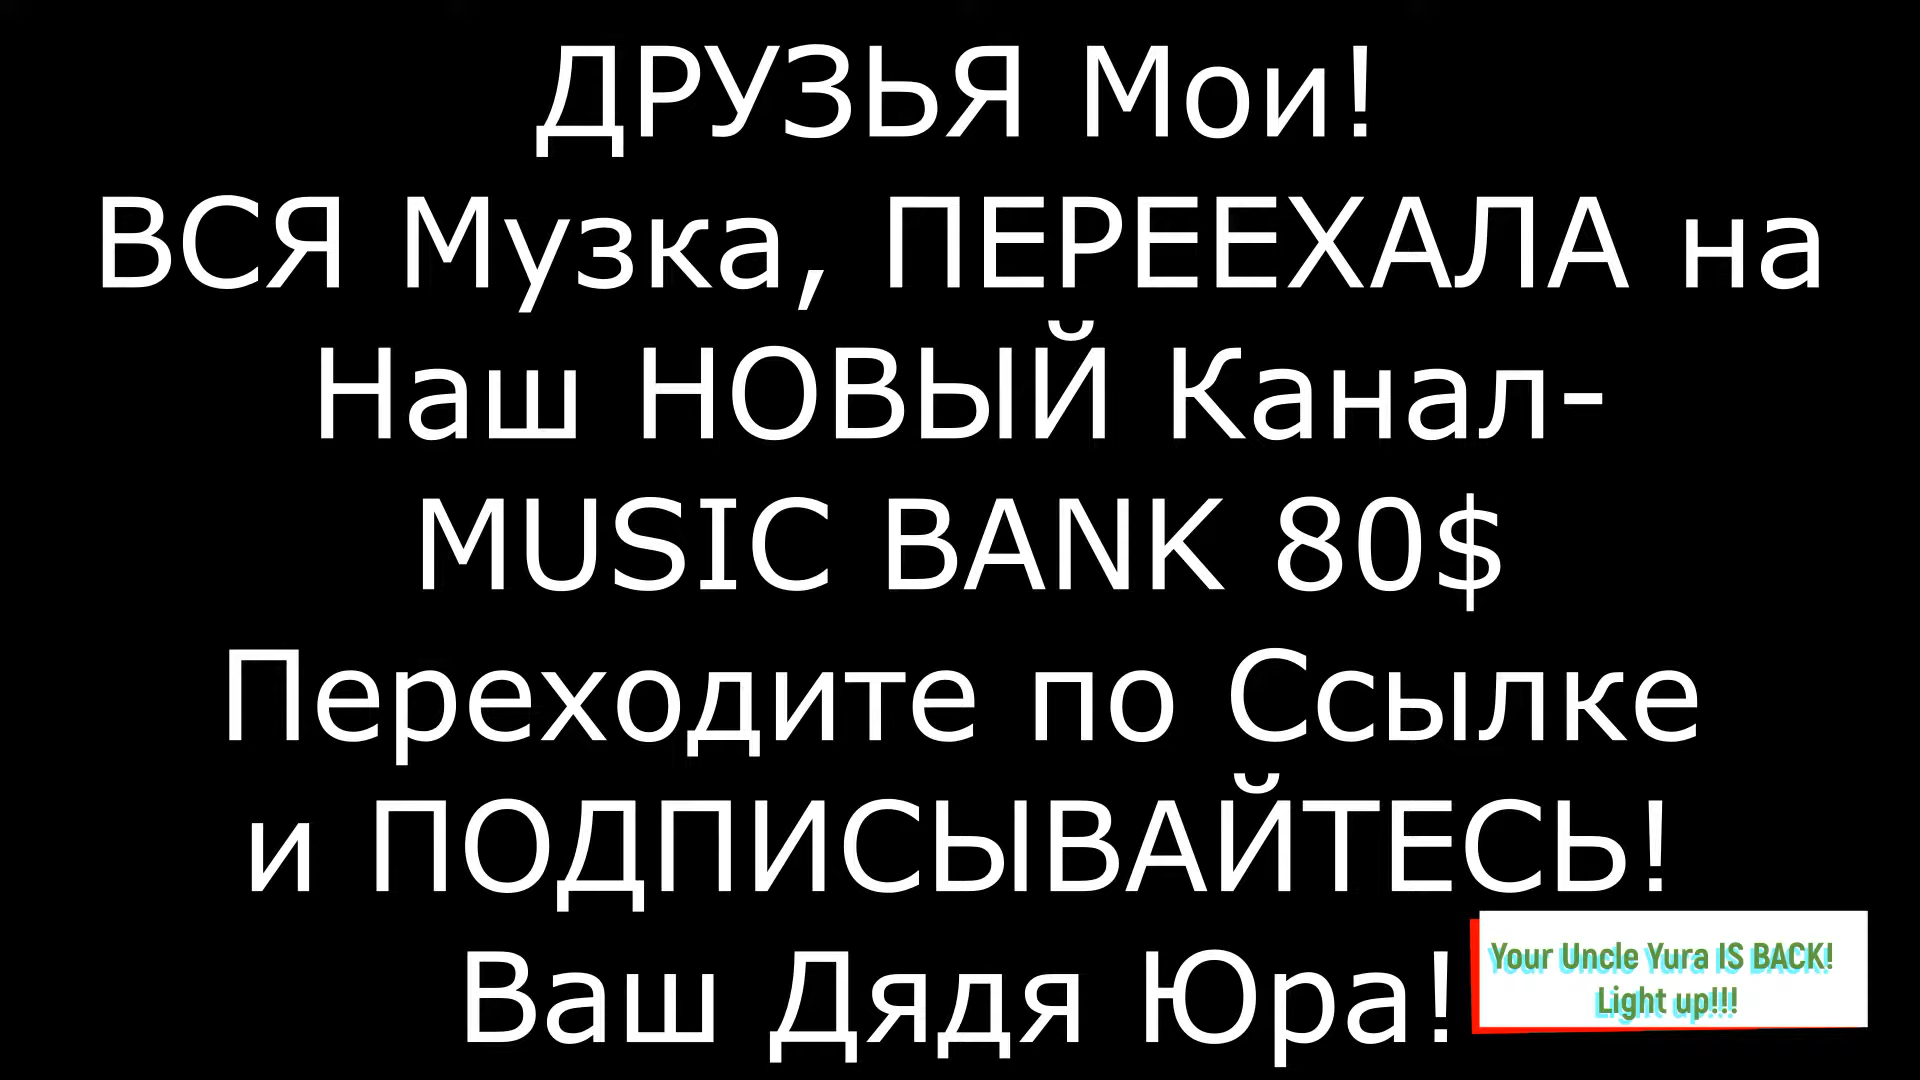 ДРУЗЬЯ Мои!
ВСЯ Музка, ПЕРЕЕХАЛА на
Наш НОВЫЙ Канал-
MUSIC BANK 80$
Переходите по Ссылке
и ПОДПИСЫВАЙТЕСЬ!
Ваш Дядя Юра!
Your Uncle Yura IS BACK!
Light up!!!